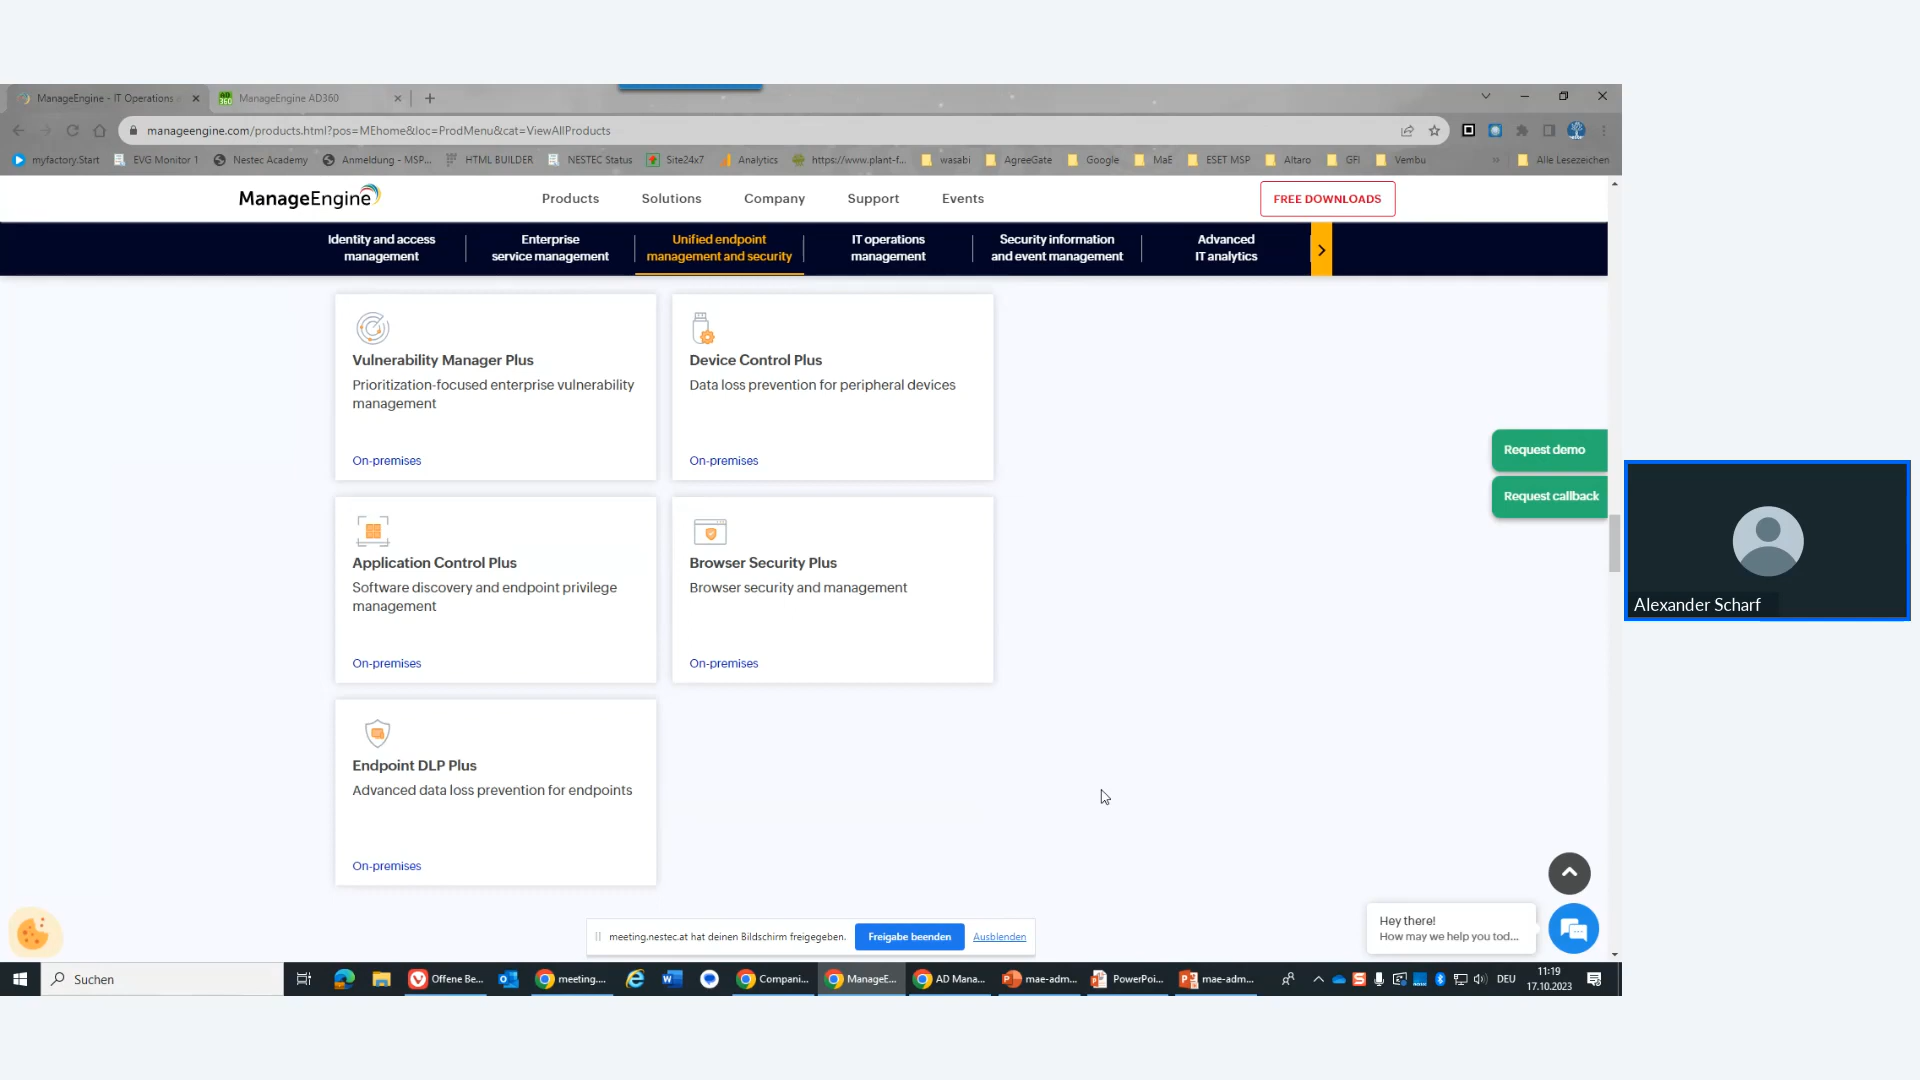 ManageEngine - IT Operations
ManageEngine AD360
manageengine.com/products.html?pos=MEhome&loc=ProdMenu&cat=ViewAllProducts
myfactory.Start
EVG Monitor 1
Nestec Academy
Anmeldung - MSP...
HTML BUILDER
NESTEC Status
Site24x7
Analytics
https://www.plant-f...
wasabi
AgreeGate
Google
MaE
ESET MSP
Altaro
GFI
Vembu
»
Alle Lesezeichen
ManageEngine
Products
Solutions
Company
Support
Events
FREE DOWNLOADS
Identity and access
management
Enterprise
service management
Unified endpoint
management and security
IT operations
management
Security information
and event management
Advanced
IT analytics
Vulnerability Manager Plus
Prioritization-focused enterprise vulnerability
management
On-premises
Device Control Plus
Data loss prevention for peripheral devices
On-premises
Request demo
Request callback
Alexander Scharf
Application Control Plus
Software discovery and endpoint privilege
management
On-premises
Browser Security Plus
Browser security and management
On-premises
Endpoint DLP Plus
Advanced data loss prevention for endpoints
On-premises
Hey there!
How may we help you tod...
meeting.nestec.at hat deinen Bildschirm freigegeben.
Freigabe beenden
Ausblenden
Suchen
Offene Be...
meeting....
Compani...
ManageE...
AD Mana...
mae-adm...
PowerPoi...
mae-adm...
DEU
11:19
17.10.2023